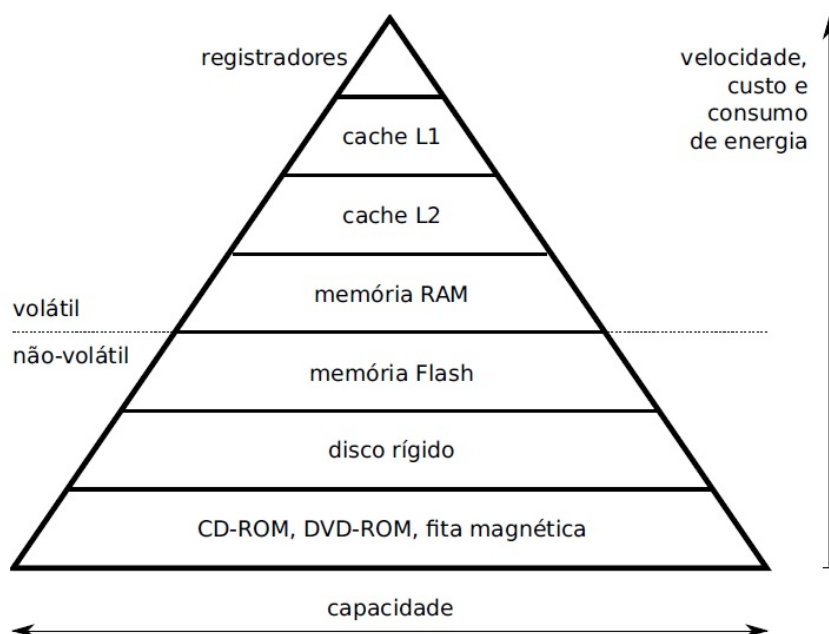 registradores
velocidade,
custo e
consumo
de energia
cache L1
cache L2
memória RAM
volátil
não-volátil
memória Flash
disco rígido
CD-ROM, DVD-ROM, fita magnética
capacidade